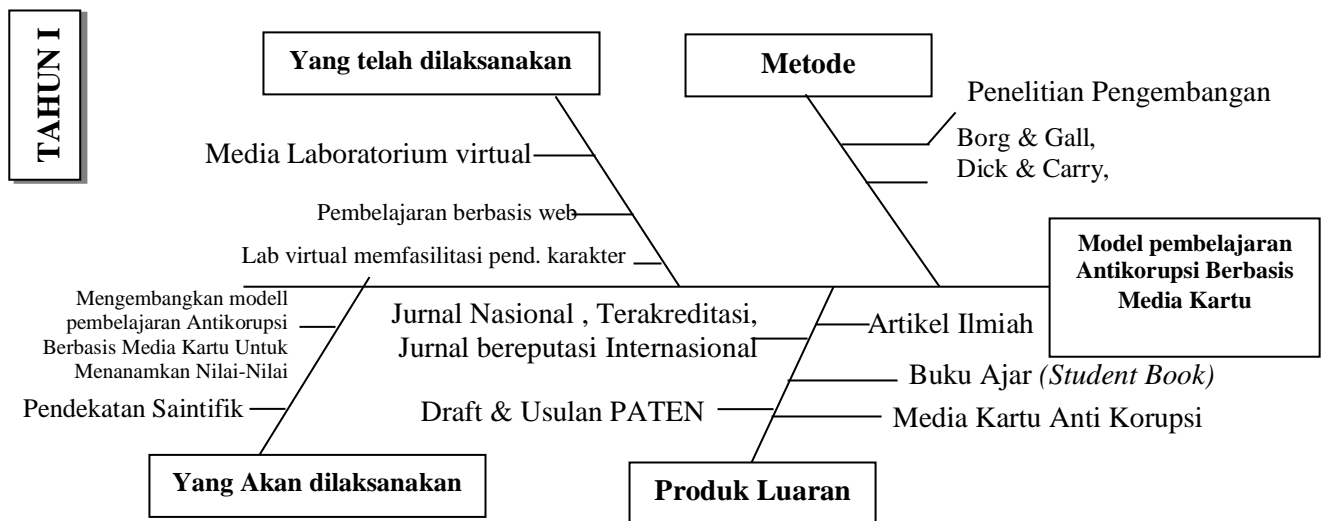 TAHUN I
Yang telah dilaksanakan
Metode
Penelitian Pengembangan
Borg & Gall,
Dick & Carry,
Media Laboratorium virtual
Pembelajaran berbasis web
Lab virtual memfasilitasi pend. karakter
Model pembelajaran
Antikorupsi Berbasis
Media Kartu
Mengembangkan modell
pembelajaran Antikorupsi
Berbasis Media Kartu Untuk
Menanamkan Nilai-Nilai
Pendekatan Saintifik
Jurnal Nasional , Terakreditasi,
Jurnal bereputasi Internasional
Artikel Ilmiah
Buku Ajar (Student Book)
Draft & Usulan PATEN
Media Kartu Anti Korupsi
Yang Akan dilaksanakan
Produk Luaran